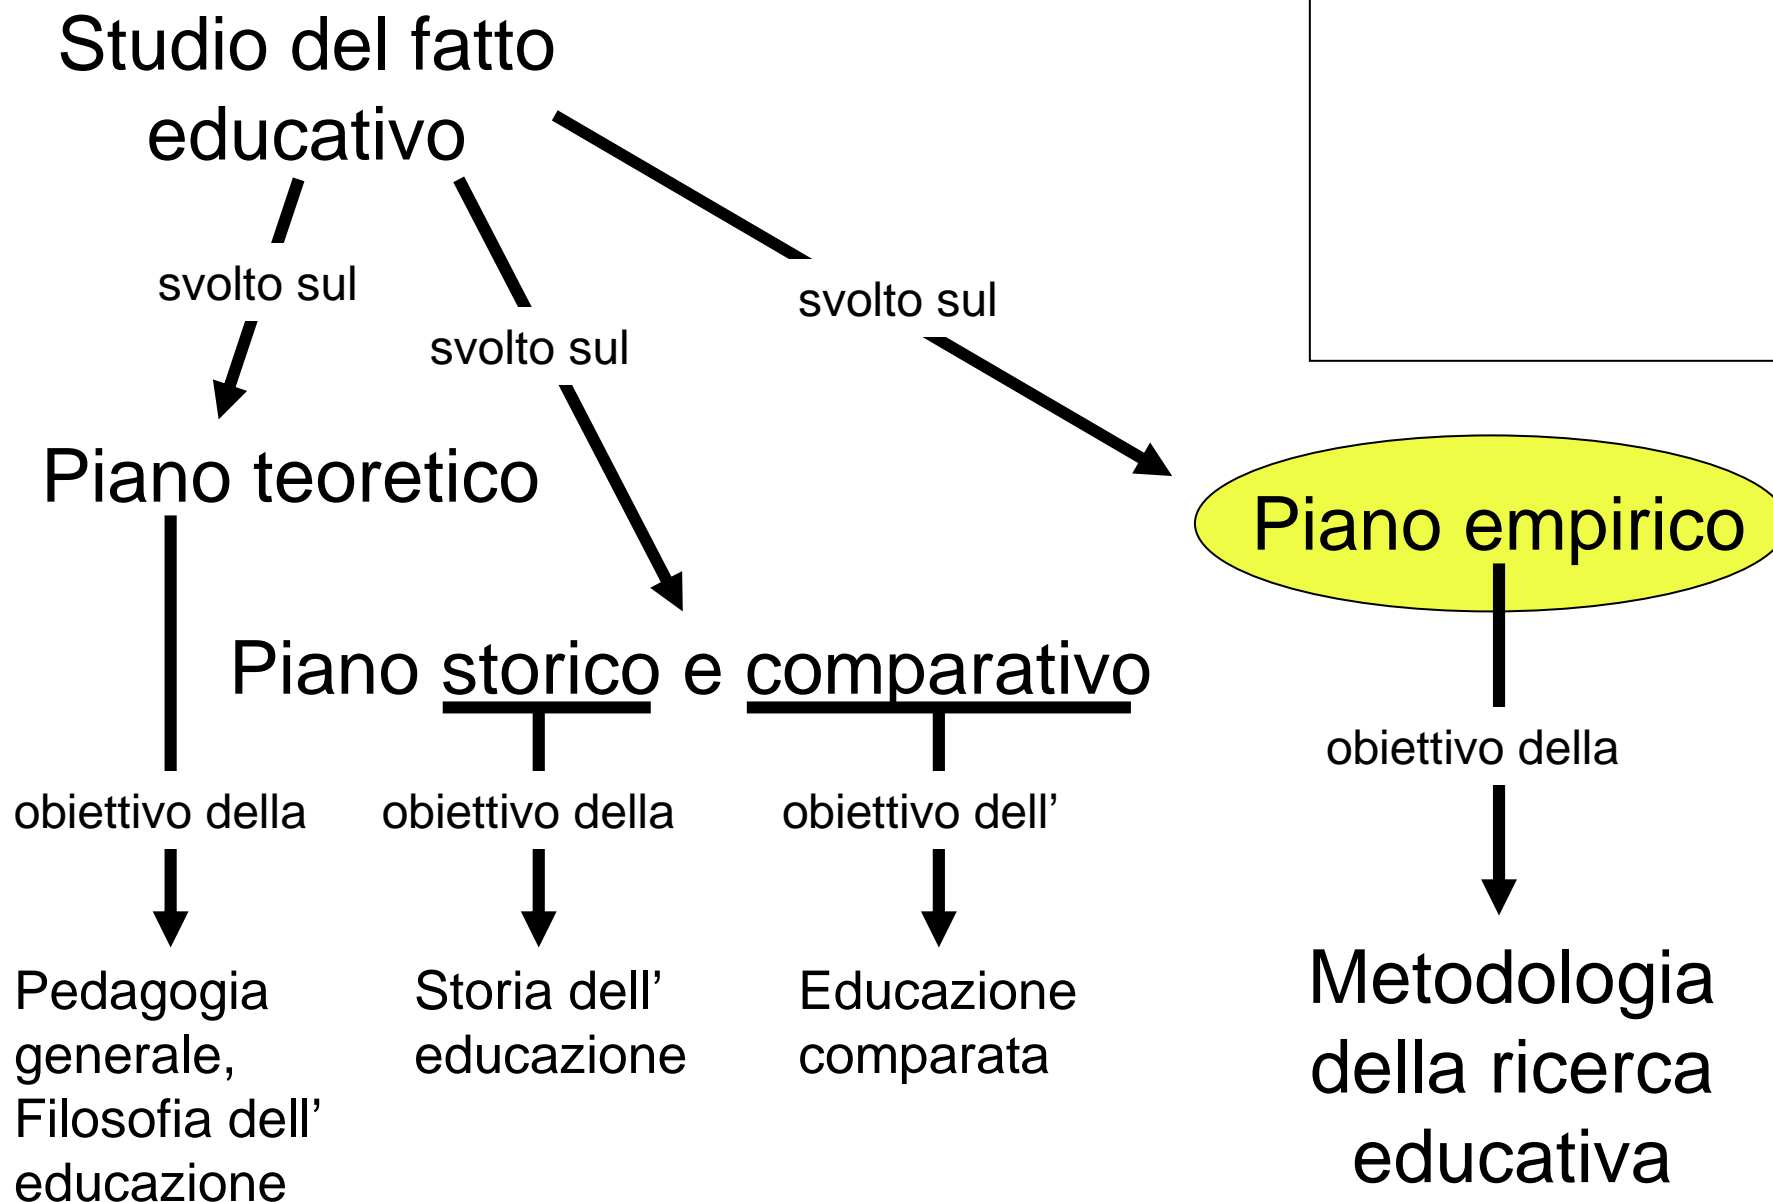 Studio del fatto
educativo
svolto sul
svolto sul
svolto sul
Piano teoretico
Piano empirico
Piano storico e comparativo
obiettivo della
obiettivo della
obiettivo dell’
obiettivo della
Pedagogia
generale,
Filosofia dell’
educazione
Storia dell’
educazione
Educazione
comparata
Metodologia
della ricerca
educativa